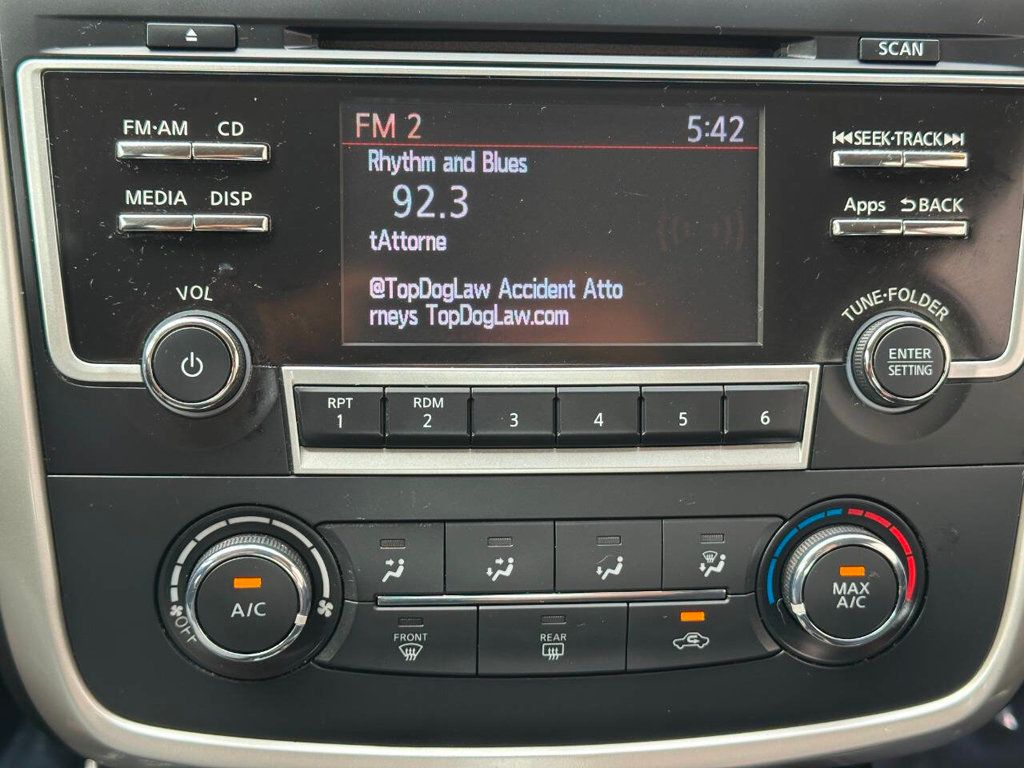 SCAN
FM·AM CD
MEDIA DISP
VOL
FM 2 5:42
Rhythm and Blues
92.3
tAttorne
@TopDogLaw Accident Atto
rneys TopDogLaw.com
SEEK·TRACK
Apps BACK
TUNE·FOLDER
ENTER
SETTING
RPT
1
RDM
2
3
4
5
6
A/C
OFF
FRONT
REAR
MAX
A/C